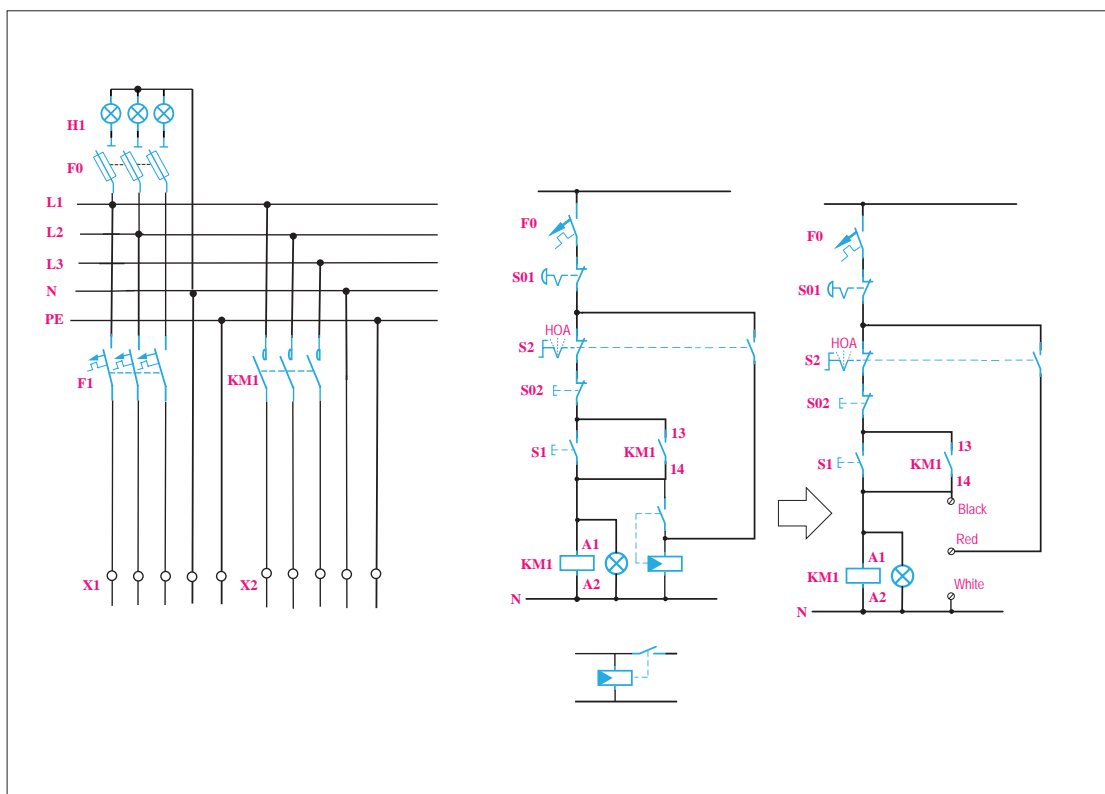 H1
F0
L1
L2
L3
N
PE
F1
KM1
X1
X2
F0
S01
HOA
S2
S02
S1
13
KM1
14
A1
KM1
A2
N
F0
S01
HOA
S2
S02
S1
13
KM1
14
Black
Red
A1
KM1
White
A2
N